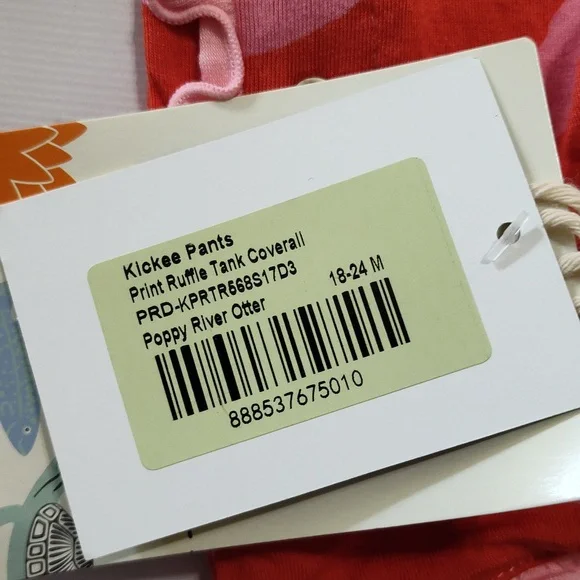 Kickee Pants
Print Ruffle Tank Coverall
PRD-KPRTR568S17D3
18-24 M
Poppy River Otter
888537675010